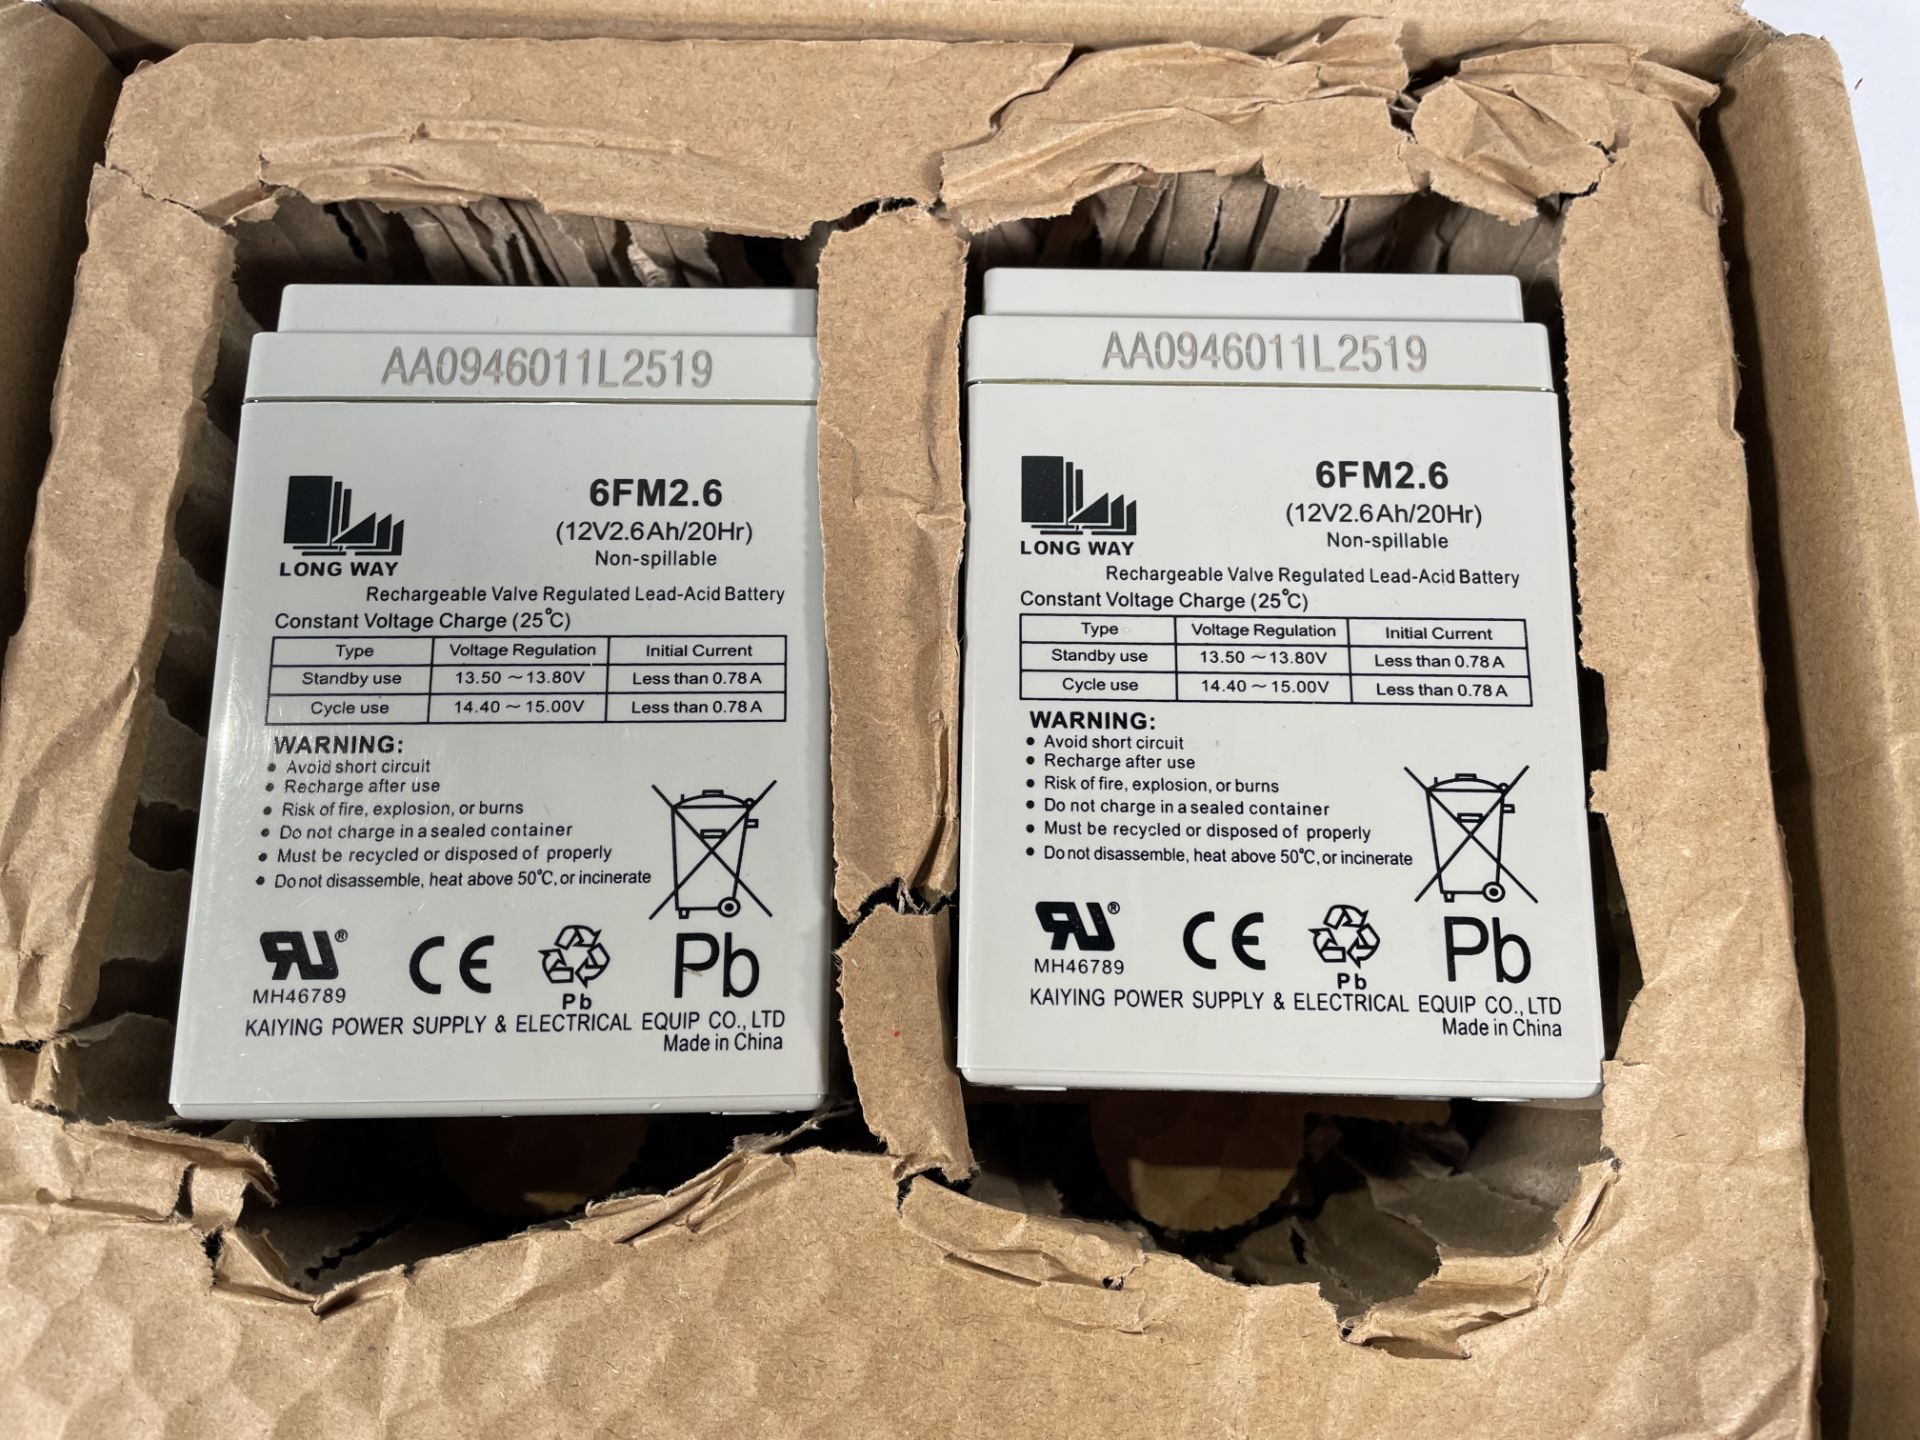 AA0946011L2519
LONG WAY
6FM2.6
(12V2.6Ah/20Hr)
Non-spillable
Rechargeable Valve Regulated Lead-Acid Battery
Constant Voltage Charge (25℃)
Type Voltage Regulation Initial Current
Standby use 13.50 ~ 13.80V Less than 0.78 A
Cycle use 14.40 ~ 15.00V Less than 0.78 A
WARNING:
• Avoid short circuit
• Recharge after use
• Risk of fire, explosion, or burns
• Do not charge in a sealed container
• Must be recycled or disposed of properly
• Do not disassemble, heat above 50℃, or incinerate
RU®
MH46789
CE
Pb
Pb
KAIYING POWER SUPPLY & ELECTRICAL EQUIP CO., LTD
Made in China
AA0946011L2519
LONG WAY
6FM2.6
(12V2.6Ah/20Hr)
Non-spillable
Rechargeable Valve Regulated Lead-Acid Battery
Constant Voltage Charge (25℃)
Type Voltage Regulation Initial Current
Standby use 13.50 ~ 13.80V Less than 0.78 A
Cycle use 14.40 ~ 15.00V Less than 0.78 A
WARNING:
• Avoid short circuit
• Recharge after use
• Risk of fire, explosion, or burns
• Do not charge in a sealed container
• Must be recycled or disposed of properly
• Do not disassemble, heat above 50℃, or incinerate
RU®
MH46789
CE
Pb
Pb
KAIYING POWER SUPPLY & ELECTRICAL EQUIP CO., LTD
Made in China